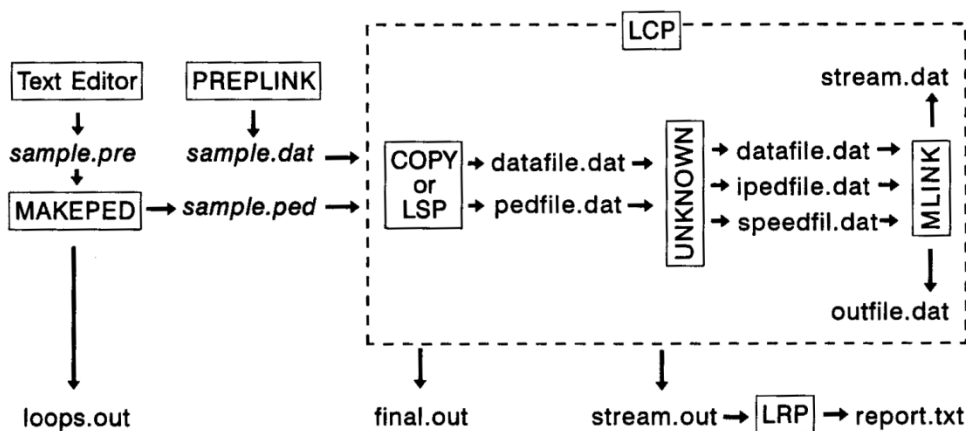 LCP
Text Editor
PREPLINK
stream.dat
sample.pre
sample.dat
COPY
or
LSP
datafile.dat
pedfile.dat
UNKNOWN
datafile.dat
ipedfile.dat
speedfil.dat
MLINK
MAKEPED
sample.ped
outfile.dat
loops.out
final.out
stream.out
LRP
report.txt